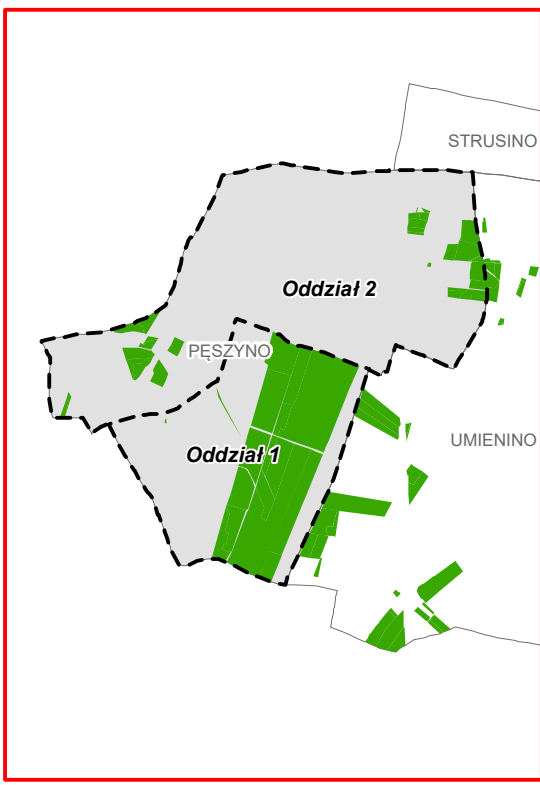 STRUSINO
Oddział 2
PĘSZYNO
UMIENINO
Oddział 1